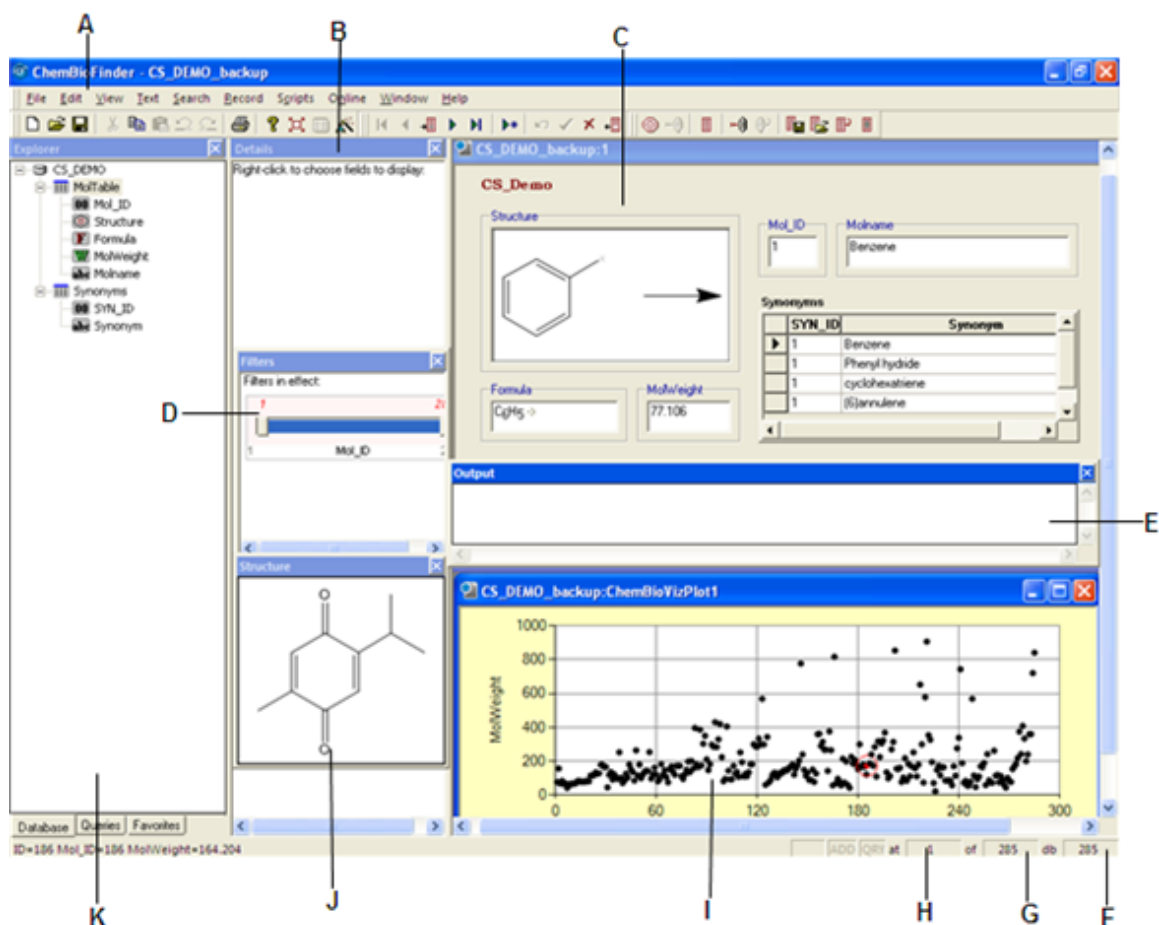 A
B
C
ChemBioFinder - CS_DEMO_backup
File Edit View Text Search Record Scripts Online Window Help
Explorer
CS_DEMO
MolTable
Mol_ID
Structure
Formula
MolWeight
Molname
Synonyms
SYN_ID
Synonym
Details
Right-click to choose fields to display:
CS_DEMO_backup:1
CS_Demo
Structure
Mol_ID
1
Molname
Benzene
Synonyms
SYN_ID Synonym
1 Benzene
1 Phenyl hydride
1 cyclohexatriene
1 (6)annulene
Formula
C6H5
MolWeight
77.106
Filters
Filters in effect:
1
1 Mol_ID
D
Output
E
Structure
O
O
CS_DEMO_backup:ChemBioVizPlot1
MolWeight
1000
800
600
400
200
0
0 60 120 180 240 300
Database Queries Favorites
ID=186 Mol_ID=186 MolWeight=164.204
ADD QRY at 1 of 285 db 285
K
J
I
H
G
F